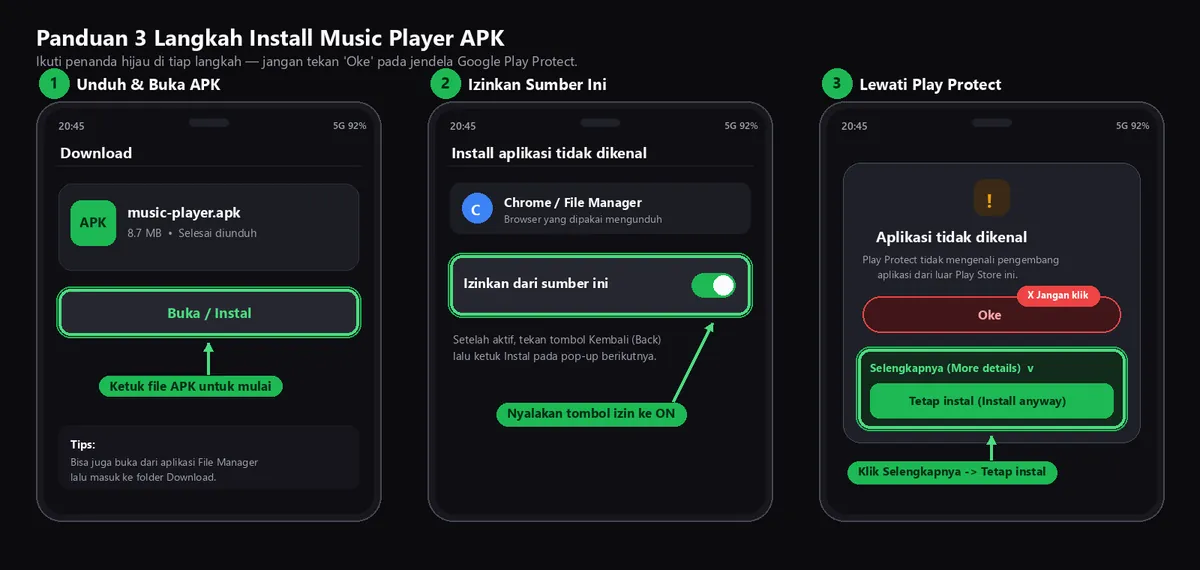 Panduan 3 Langkah Install Music Player APK
Ikuti penanda hijau di tiap langkah — jangan tekan 'Oke' pada jendela Google Play Protect.
1 Unduh & Buka APK
20:45 5G 92%
Download
APK
music-player.apk
8.7 MB • Selesai diunduh
Buka / Instal
Ketuk file APK untuk mulai
Tips:
Bisa juga buka dari aplikasi File Manager
lalu masuk ke folder Download.
2 Izinkan Sumber Ini
20:45 5G 92%
Install aplikasi tidak dikenal
C
Chrome / File Manager
Browser yang dipakai mengunduh
Izinkan dari sumber ini
Setelah aktif, tekan tombol Kembali (Back)
lalu ketuk Instal pada pop-up berikutnya.
Nyalakan tombol izin ke ON
3 Lewati Play Protect
20:45 5G 92%
!
Aplikasi tidak dikenal
Play Protect tidak mengenali pengembang
aplikasi dari luar Play Store ini.
X Jangan klik
Oke
Selengkapnya (More details) v
Tetap instal (Install anyway)
Klik Selengkapnya -> Tetap instal